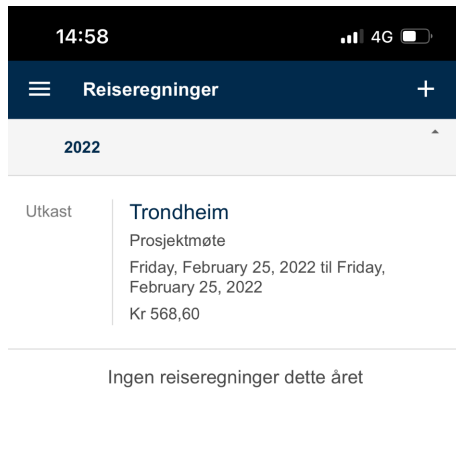 14:58
4G
Reiseregninger
2022
Utkast
Trondheim
Prosjektmøte
Friday, February 25, 2022 til Friday,
February 25, 2022
Kr 568,60
Ingen reiseregninger dette året